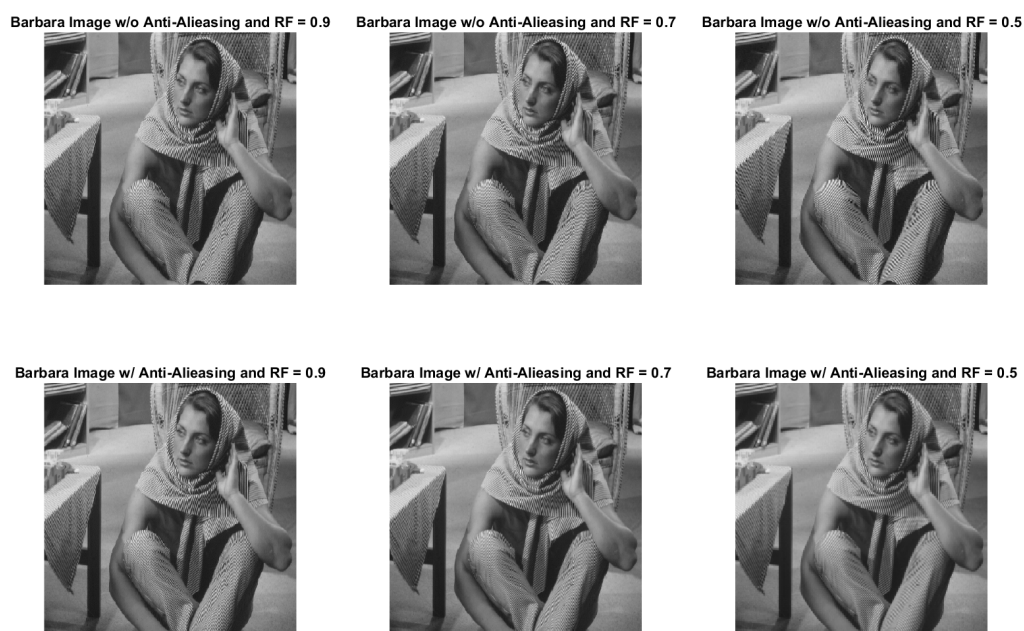 Barbara Image w/o Anti-Alieasing and RF = 0.9
Barbara Image w/o Anti-Alieasing and RF = 0.7
Barbara Image w/o Anti-Alieasing and RF = 0.5
Barbara Image w/ Anti-Alieasing and RF = 0.9
Barbara Image w/ Anti-Alieasing and RF = 0.7
Barbara Image w/ Anti-Alieasing and RF = 0.5